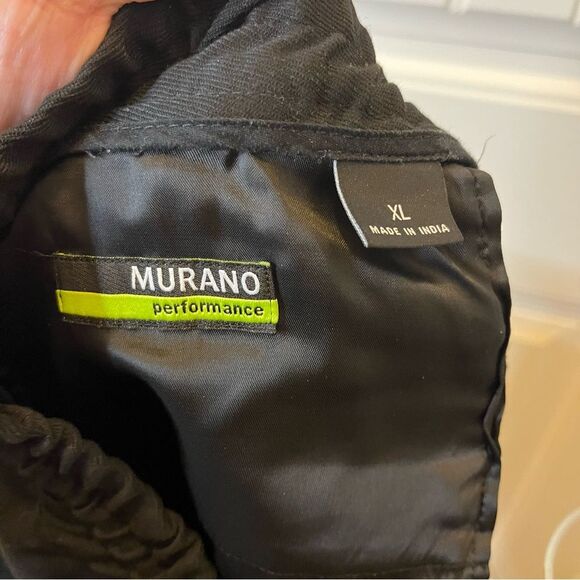 XL
MADE IN INDIA
MURANO
performance